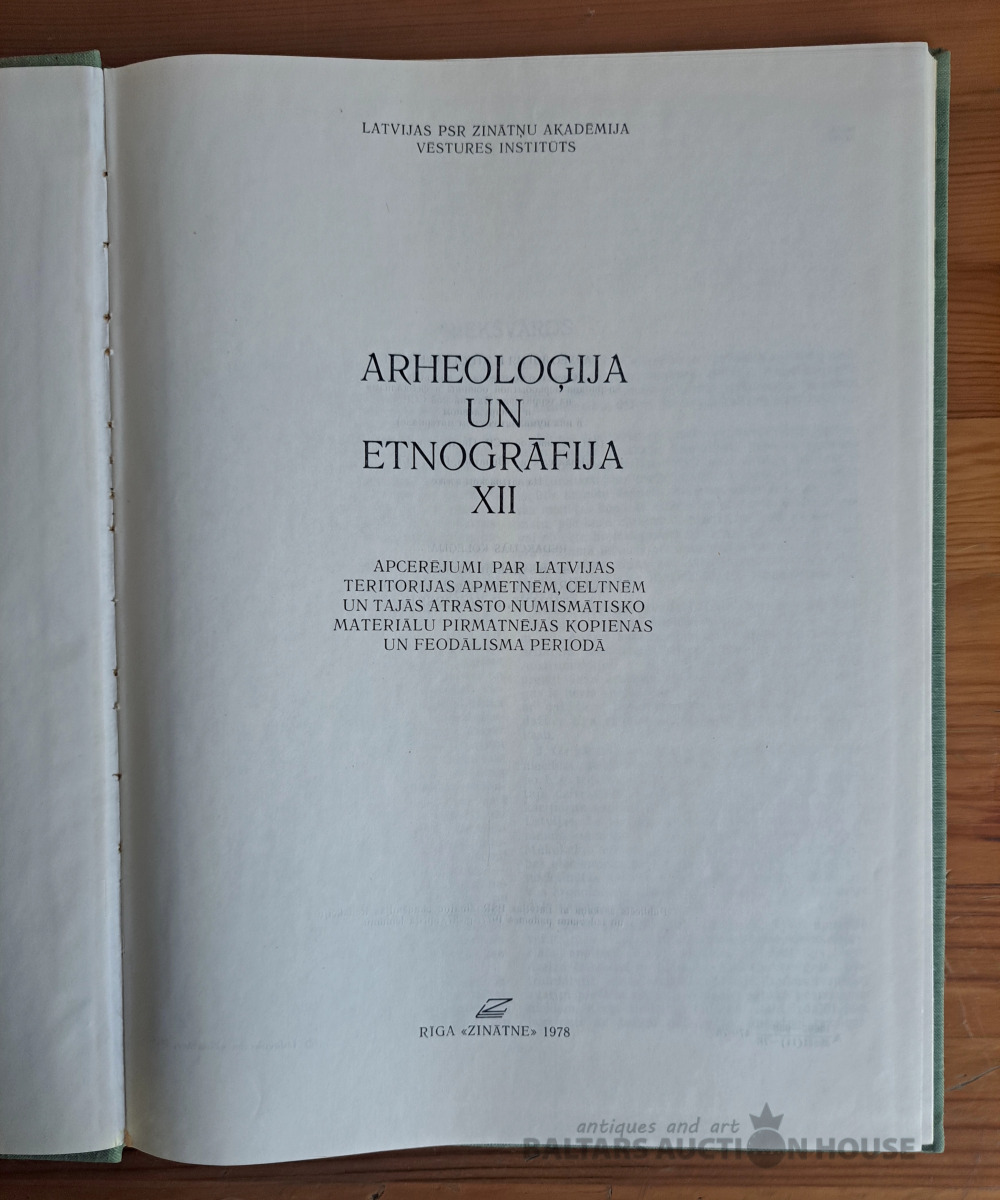 LATVIJAS PSR ZINĀTŅU AKADĒMIJA
VĒSTURES INSTITŪTS
ARHEOLOĢIJA
UN
ETNOGRĀFIJA
XII
APCERĒJUMI PAR LATVIJAS
TERITORIJAS APMETNĒM, CELTNĒM
UN TAJĀS ATRASTO NUMISMĀTISKO
MATERIĀLU PIRMATNĒJĀS KOPIENAS
UN FEODĀLISMA PERIODĀ
RĪGA «ZINĀTNE» 1978
antiques and art
BALTARS AUCTION HOUSE